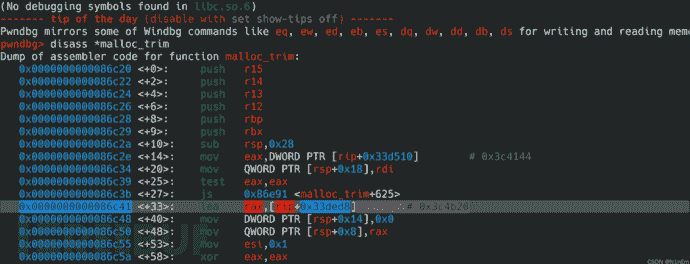 (No debugging symbols found in libc.so.6)
------- tip of the day (disable with set show-tips off) -------
Pwndbg mirrors some of Windbg commands like eq, ew, ed, eb, es, dq, dw, dd, db, ds for writing and reading mem
pwndbg> disass *malloc_trim
Dump of assembler code for function malloc_trim:
0x0000000000086c20 <+0>: push r15
0x0000000000086c22 <+2>: push r14
0x0000000000086c24 <+4>: push r13
0x0000000000086c26 <+6>: push r12
0x0000000000086c28 <+8>: push rbp
0x0000000000086c29 <+9>: push rbx
0x0000000000086c2a <+10>: sub rsp,0x28
0x0000000000086c2e <+14>: mov eax,DWORD PTR [rip+0x33d510] # 0x3c4144
0x0000000000086c34 <+20>: mov QWORD PTR [rsp+0x18],rdi
0x0000000000086c39 <+25>: test eax,eax
0x0000000000086c3b <+27>: js 0x86e91 <malloc_trim+625>
0x0000000000086c41 <+33>: rax,[rip+0x33ded8] # 0x3c4b20
0x0000000000086c48 <+40>: mov DWORD PTR [rsp+0x14],0x0
0x0000000000086c50 <+48>: mov QWORD PTR [rsp+0x8],rax
0x0000000000086c55 <+53>: mov esi,0x1
0x0000000000086c5a <+58>: xor eax,eax